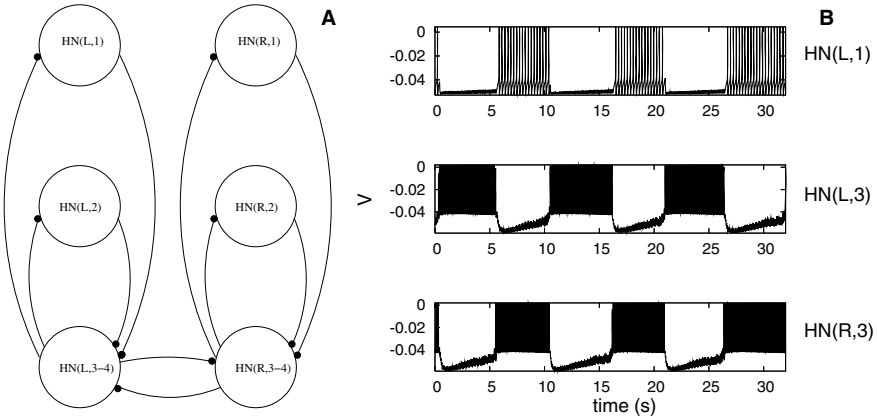 A
HN(L,1)
HN(R,1)
HN(L,2)
HN(R,2)
HN(L,3−4)
HN(R,3−4)
B
0
-0.02
-0.04
0 5 10 15 20 25 30
HN(L,1)
V
0
-0.02
-0.04
0 5 10 15 20 25 30
HN(L,3)
0
-0.02
-0.04
0 5 10 15 20 25 30
HN(R,3)
time (s)